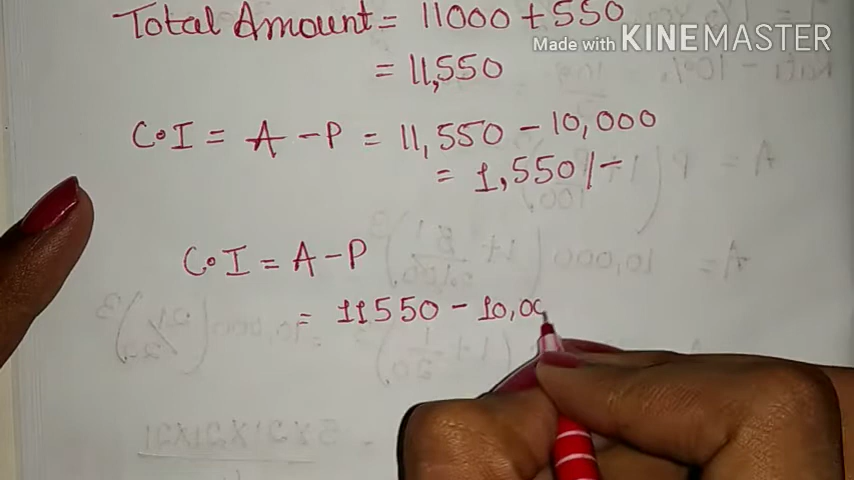 Total Amount = 11000 + 550
Made with KINEMASTER
= 11,550
C.I = A - P = 11,550 - 10,000
= 1,550/-
C.I = A - P
= 11550 - 10,00